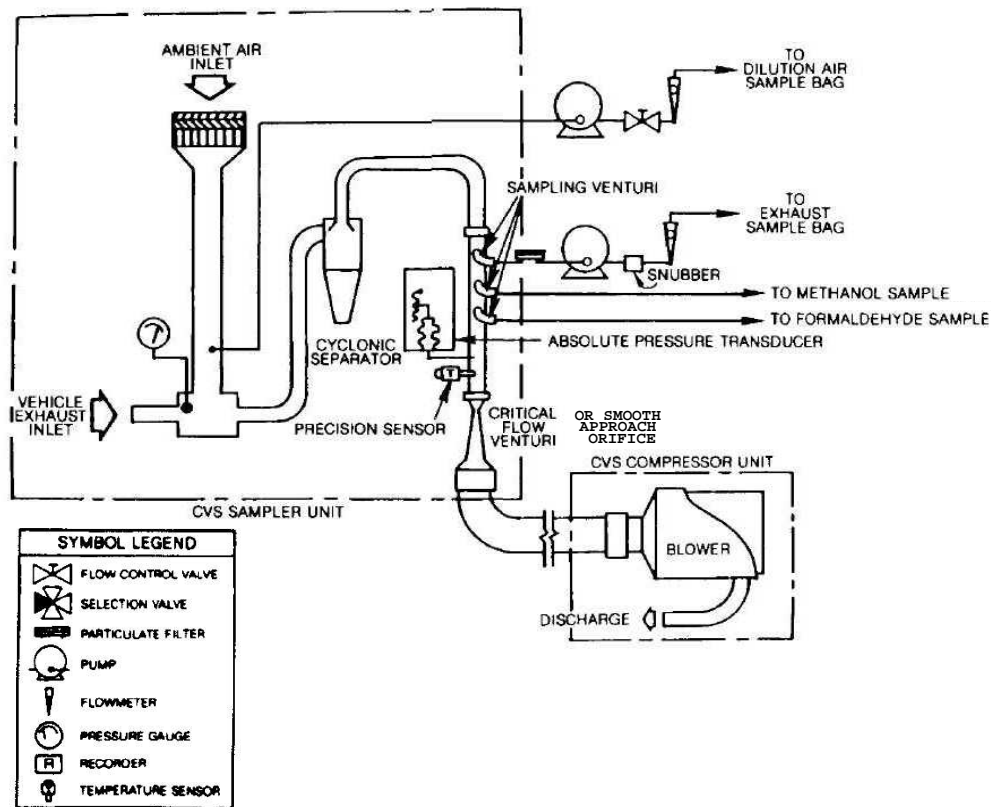 AMBIENT AIR
INLET
TO
DILUTION AIR
SAMPLE BAG
SAMPLING VENTURI
TO
EXHAUST
SAMPLE BAG
SNUBBER
TO METHANOL SAMPLE
TO FORMALDEHYDE SAMPLE
ABSOLUTE PRESSURE TRANSDUCER
CYCLONIC
SEPARATOR
T
VEHICLE
EXHAUST
INLET
PRECISION SENSOR
CRITICAL
FLOW
VENTURI
OR SMOOTH
APPROACH
ORIFICE
CVS COMPRESSOR UNIT
CVS SAMPLER UNIT
BLOWER
DISCHARGE
SYMBOL LEGEND
FLOW CONTROL VALVE
SELECTION VALVE
PARTICULATE FILTER
PUMP
FLOWMETER
PRESSURE GAUGE
R RECORDER
TEMPERATURE SENSOR